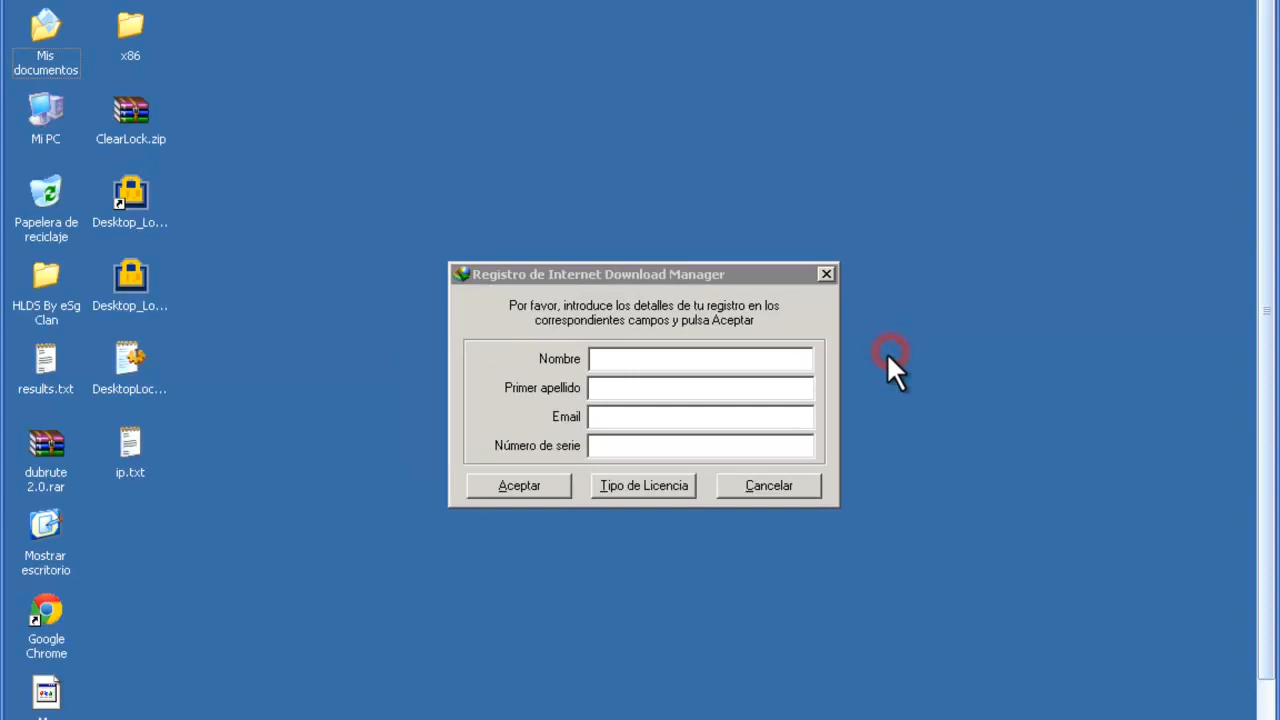 Mis
documentos
x86
Mi PC
ClearLock.zip
Papelera de
reciclaje
Desktop_Lo...
HLDS By eSg
Clan
Desktop_Lo...
results.txt
DesktopLoc...
dubrute
2.0.rar
ip.txt
Mostrar
escritorio
Google
Chrome
Registro de Internet Download Manager
Por favor, introduce los detalles de tu registro en los
correspondientes campos y pulsa Aceptar
Nombre
Primer apellido
Email
Número de serie
Aceptar
Tipo de Licencia
Cancelar